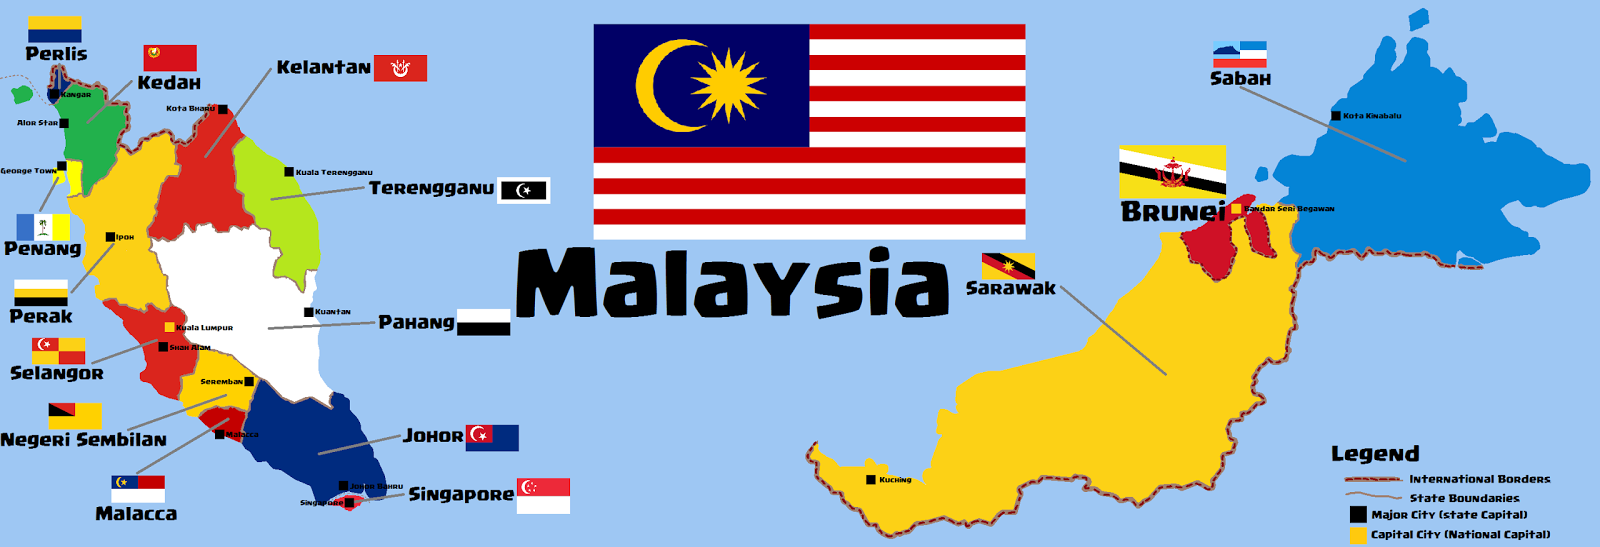 Perlis
Kedah
Kelantan
Kangar
Kota Bharu
Alor Star
George Town
Kuala Terengganu
Terengganu
Penang
Ipoh
Perak
Kuantan
Pahang
Kuala Lumpur
Shah Alam
Selangor
Seremban
Negeri Sembilan
Malacca
Johor
Johor Bahru
Singapore
Singapore
Malacca
Malaysia
Sabah
Kota Kinabalu
Brunei
Bandar Seri Begawan
Sarawak
Kuching
Legend
International Borders
State Boundaries
Major City (state Capital)
Capital City (National Capital)